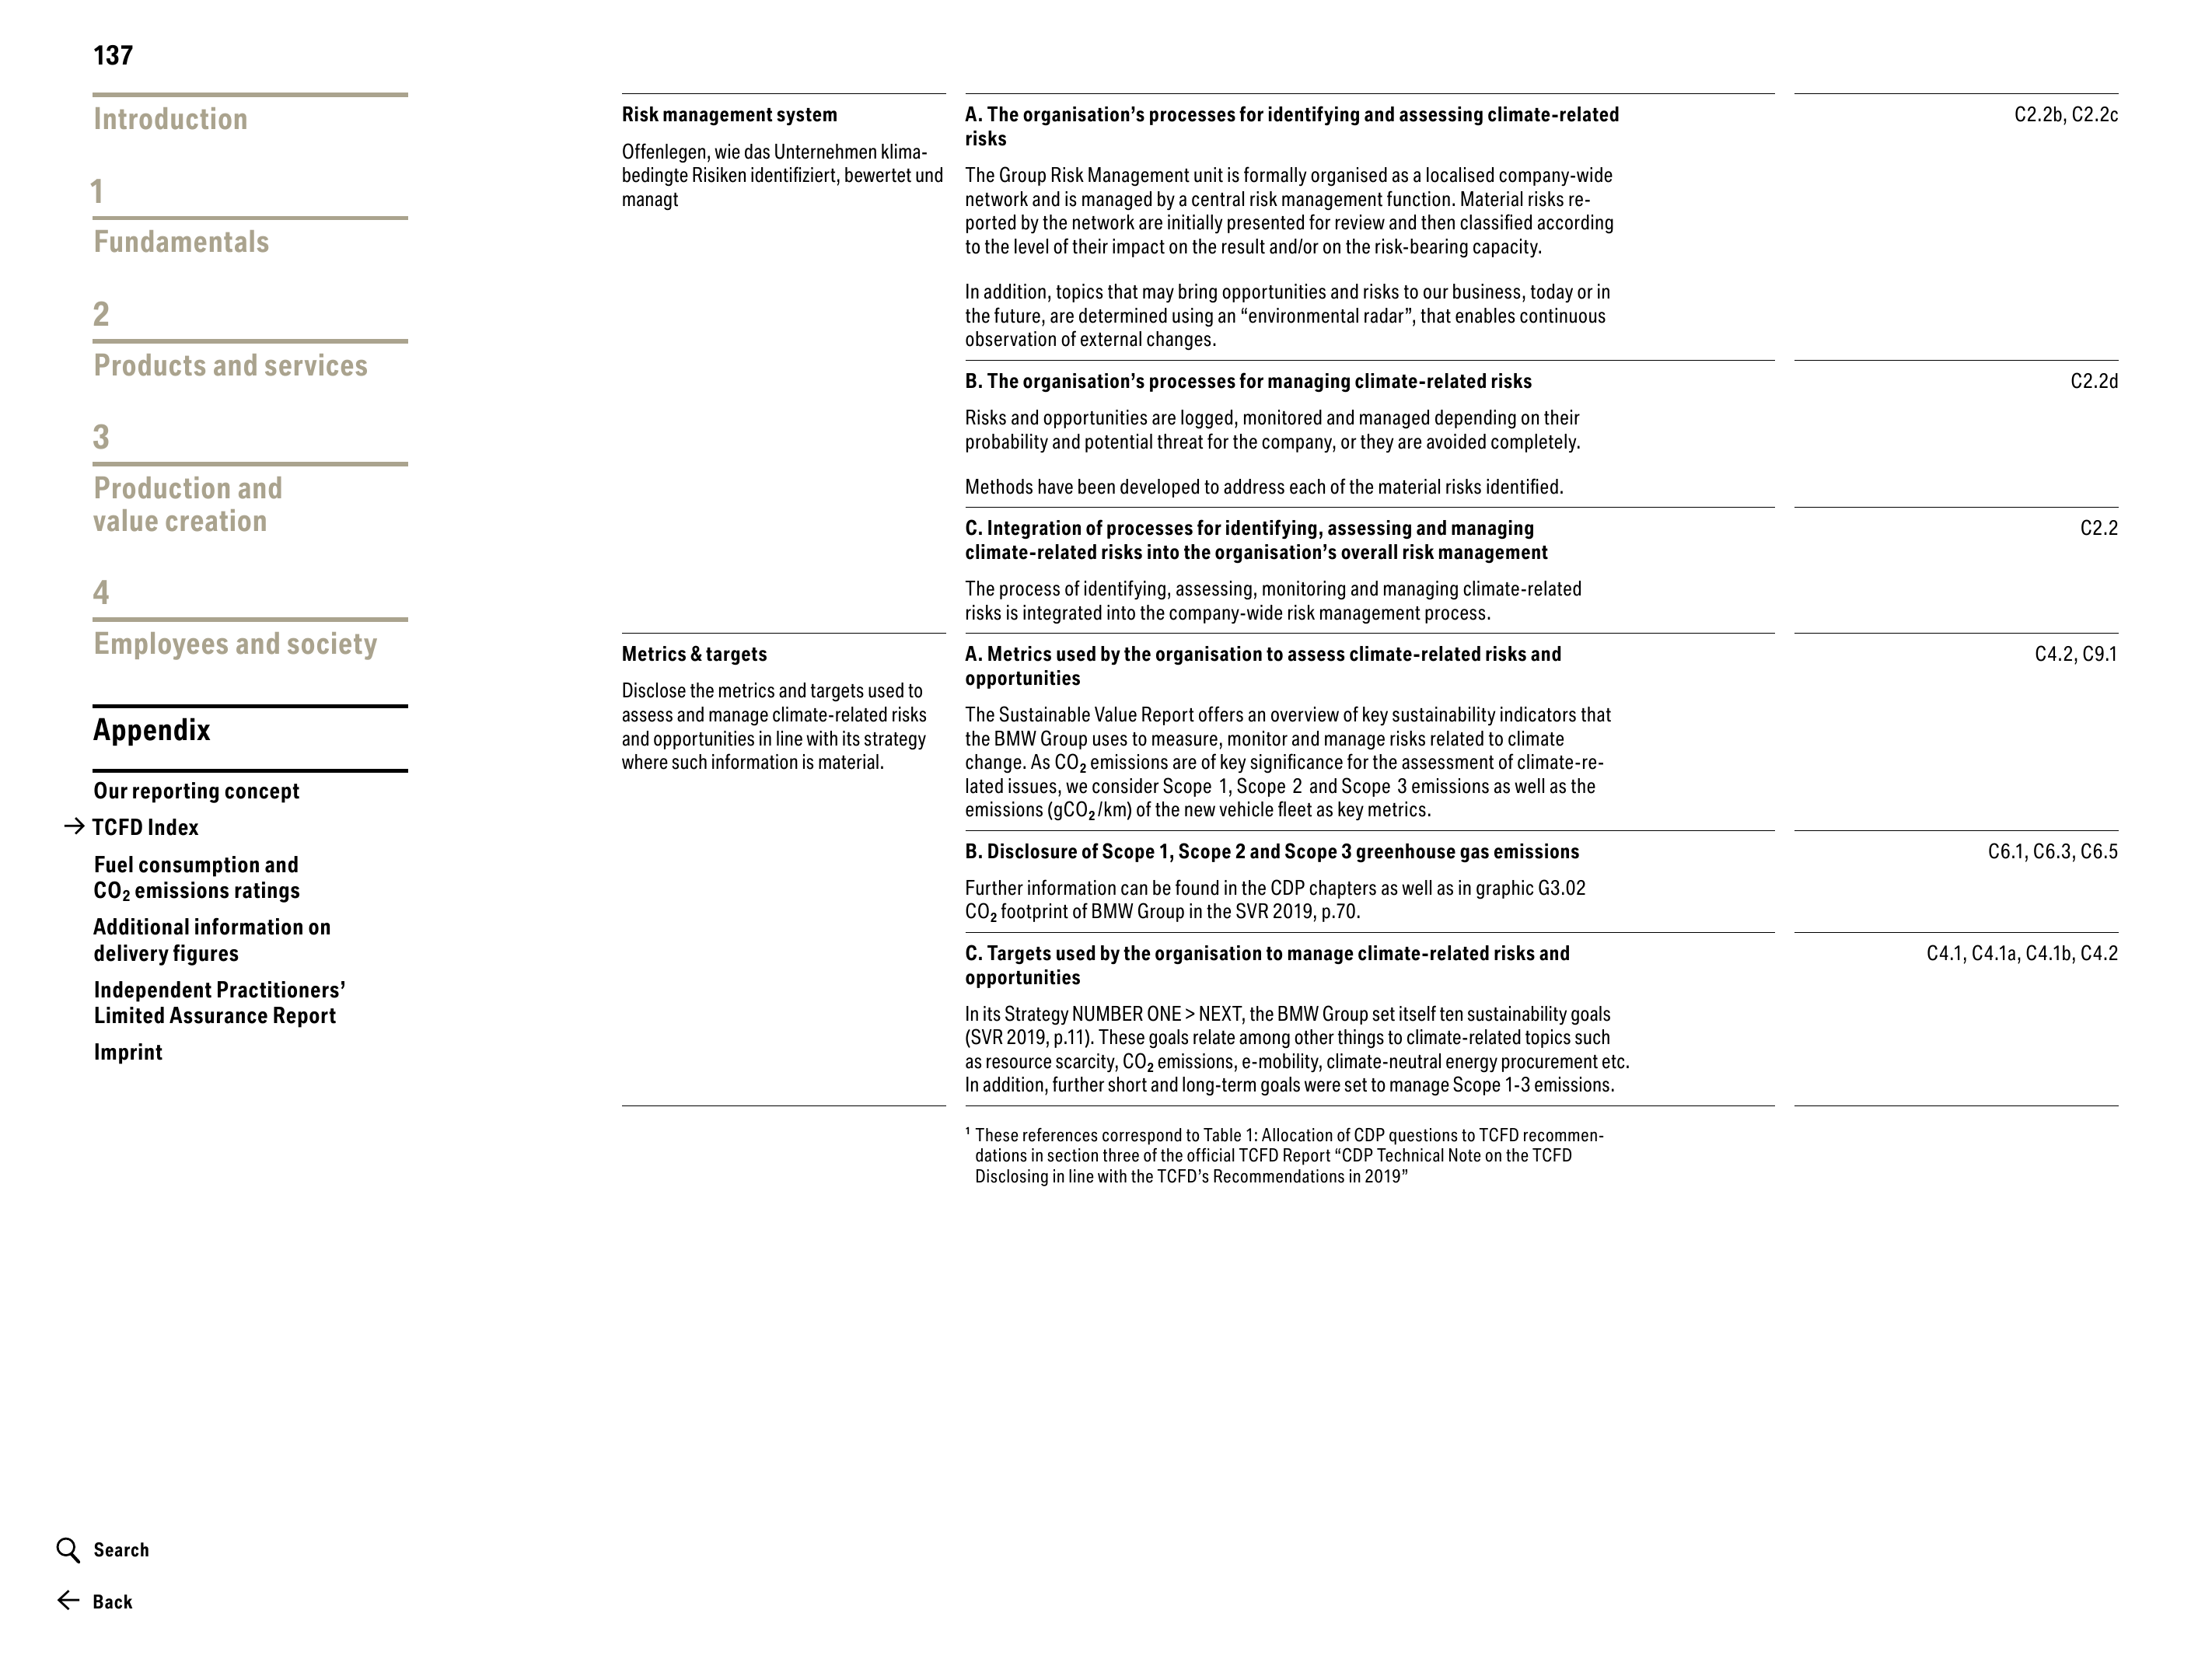 137
Introduction
1
Fundamentals
2
Products and services
3
Production and
value creation
4
Employees and society
Appendix
Our reporting concept
→ TCFD Index
Fuel consumption and
CO₂ emissions ratings
Additional information on
delivery figures
Independent Practitioners’
Limited Assurance Report
Imprint
Search
Back
Risk management system
Offenlegen, wie das Unternehmen klima-
bedingte Risiken identifiziert, bewertet und
managt
A. The organisation’s processes for identifying and assessing climate-related
risks
C2.2b, C2.2c
The Group Risk Management unit is formally organised as a localised company-wide
network and is managed by a central risk management function. Material risks re-
ported by the network are initially presented for review and then classified according
to the level of their impact on the result and/or on the risk-bearing capacity.
In addition, topics that may bring opportunities and risks to our business, today or in
the future, are determined using an “environmental radar”, that enables continuous
observation of external changes.
B. The organisation’s processes for managing climate-related risks
C2.2d
Risks and opportunities are logged, monitored and managed depending on their
probability and potential threat for the company, or they are avoided completely.
Methods have been developed to address each of the material risks identified.
C. Integration of processes for identifying, assessing and managing
climate-related risks into the organisation’s overall risk management
C2.2
The process of identifying, assessing, monitoring and managing climate-related
risks is integrated into the company-wide risk management process.
Metrics & targets
Disclose the metrics and targets used to
assess and manage climate-related risks
and opportunities in line with its strategy
where such information is material.
A. Metrics used by the organisation to assess climate-related risks and
opportunities
C4.2, C9.1
The Sustainable Value Report offers an overview of key sustainability indicators that
the BMW Group uses to measure, monitor and manage risks related to climate
change. As CO₂ emissions are of key significance for the assessment of climate-re-
lated issues, we consider Scope 1, Scope 2 and Scope 3 emissions as well as the
emissions (gCO₂/km) of the new vehicle fleet as key metrics.
B. Disclosure of Scope 1, Scope 2 and Scope 3 greenhouse gas emissions
C6.1, C6.3, C6.5
Further information can be found in the CDP chapters as well as in graphic G3.02
CO₂ footprint of BMW Group in the SVR 2019, p.70.
C. Targets used by the organisation to manage climate-related risks and
opportunities
C4.1, C4.1a, C4.1b, C4.2
In its Strategy NUMBER ONE > NEXT, the BMW Group set itself ten sustainability goals
(SVR 2019, p.11). These goals relate among other things to climate-related topics such
as resource scarcity, CO₂ emissions, e-mobility, climate-neutral energy procurement etc.
In addition, further short and long-term goals were set to manage Scope 1-3 emissions.
¹ These references correspond to Table 1: Allocation of CDP questions to TCFD recommen-
dations in section three of the official TCFD Report “CDP Technical Note on the TCFD
Disclosing in line with the TCFD’s Recommendations in 2019”